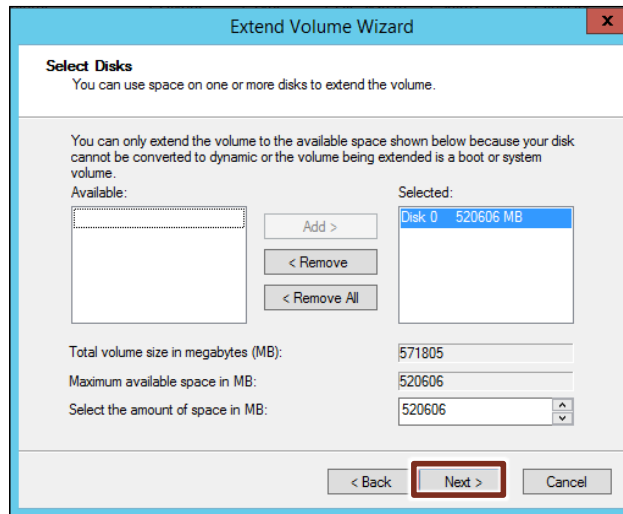 Extend Volume Wizard
x
Select Disks
You can use space on one or more disks to extend the volume.
You can only extend the volume to the available space shown below because your disk
cannot be converted to dynamic or the volume being extended is a boot or system
volume.
Available:
Selected:
Disk 0 520606 MB
Add >
< Remove
< Remove All
Total volume size in megabytes (MB): 571805
Maximum available space in MB: 520606
Select the amount of space in MB: 520606
< Back Next > Cancel